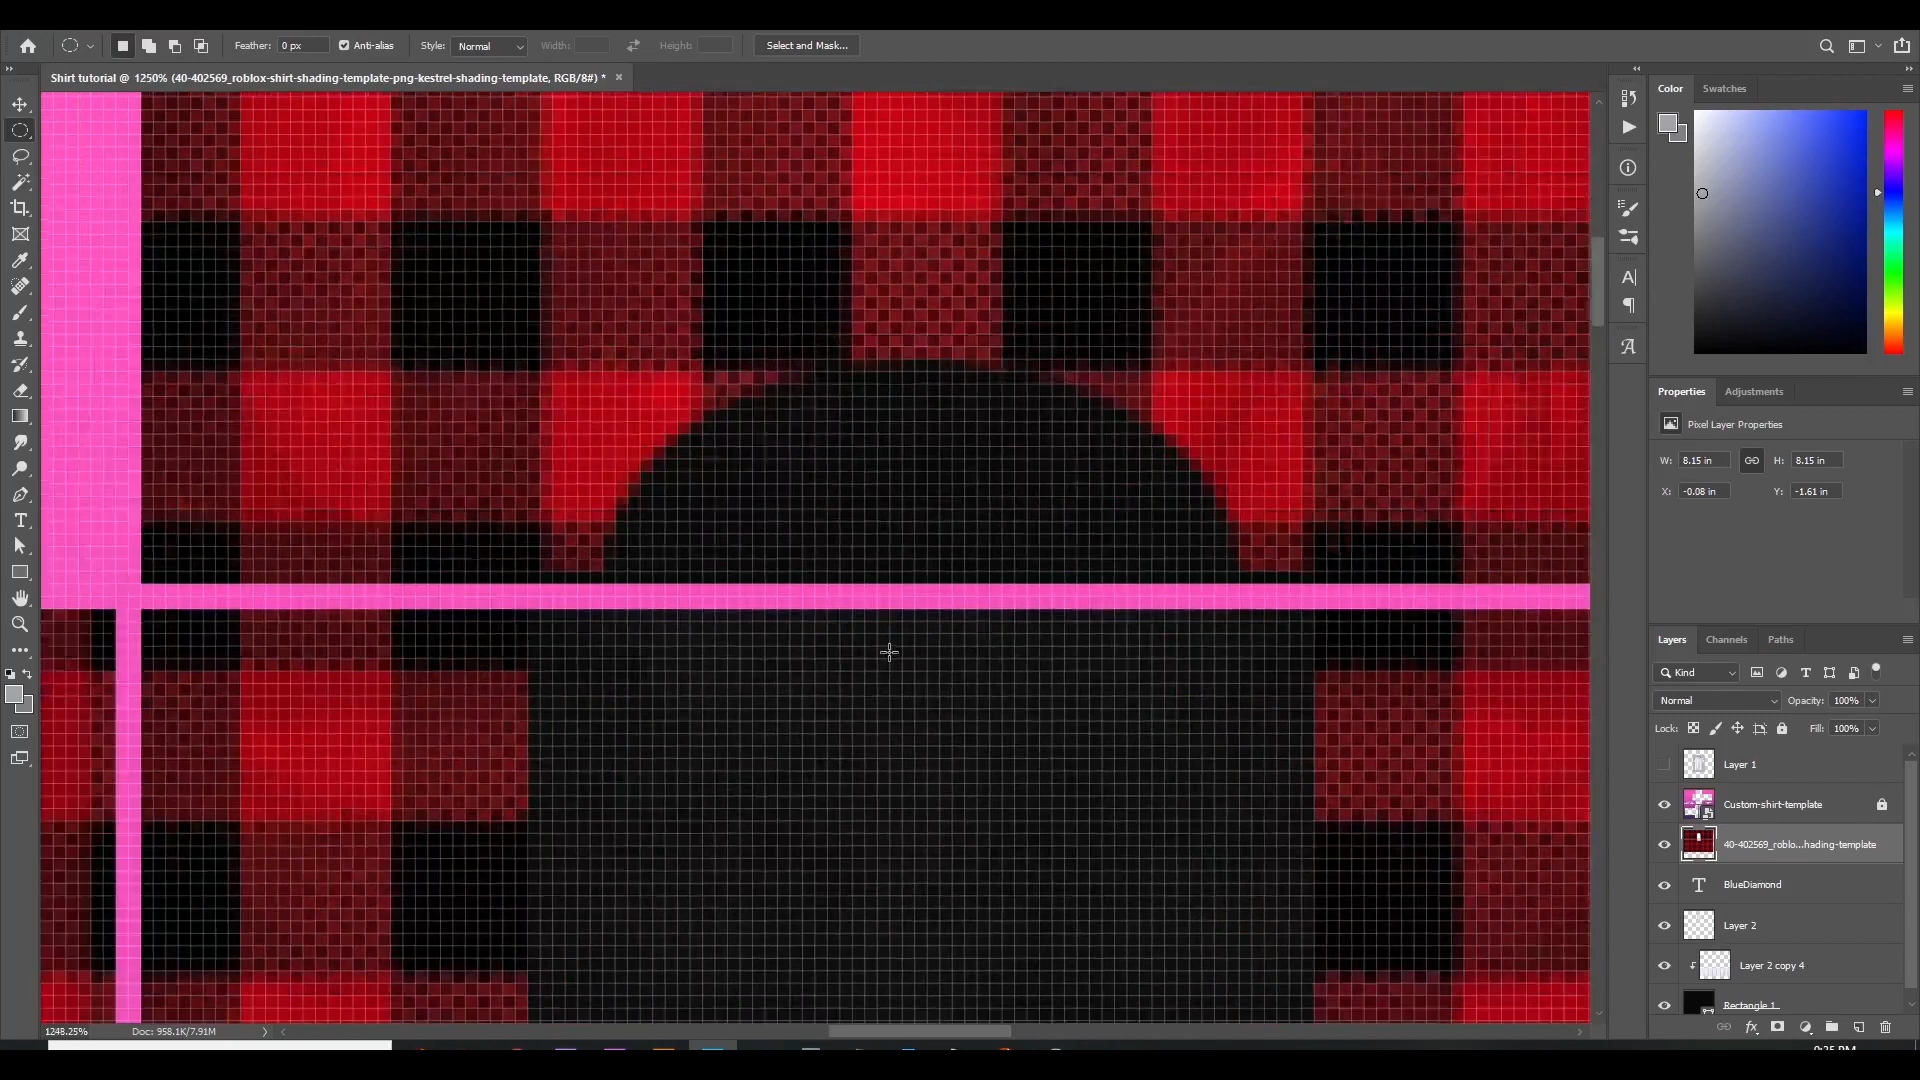 Feather: 0 px Anti-alias Style: Normal Width: Height: Select and Mask...
Shirt tutorial @ 1250% (40-402569_roblox-shirt-shading-template-png-kestrel-shading-template, RGB/8#) *
Color Swatches
Properties Adjustments
Pixel Layer Properties
W: 8.15 in H: 8.15 in
X: -0.08 in Y: -1.61 in
Layers Channels Paths
Kind
Normal Opacity: 100%
Lock: Fill: 100%
Layer 1
Custom-shirt-template
40-402569_roblo...hading-template
BlueDiamond
Layer 2
Layer 2 copy 4
Rectangle 1
1248.25% Doc: 958.1K/7.91M